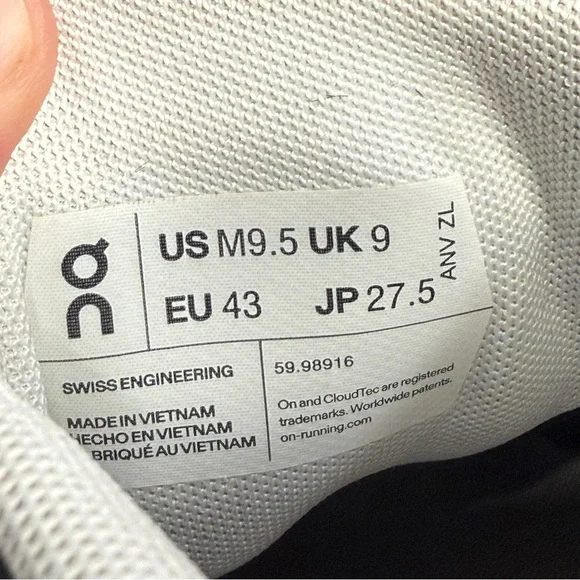 On
US M9.5 UK 9
EU 43 JP 27.5
ANV ZL
SWISS ENGINEERING
59.98916
MADE IN VIETNAM
HECHO EN VIETNAM
BRIQUÉ AU VIETNAM
On and CloudTec are registered
trademarks. Worldwide patents.
on-running.com